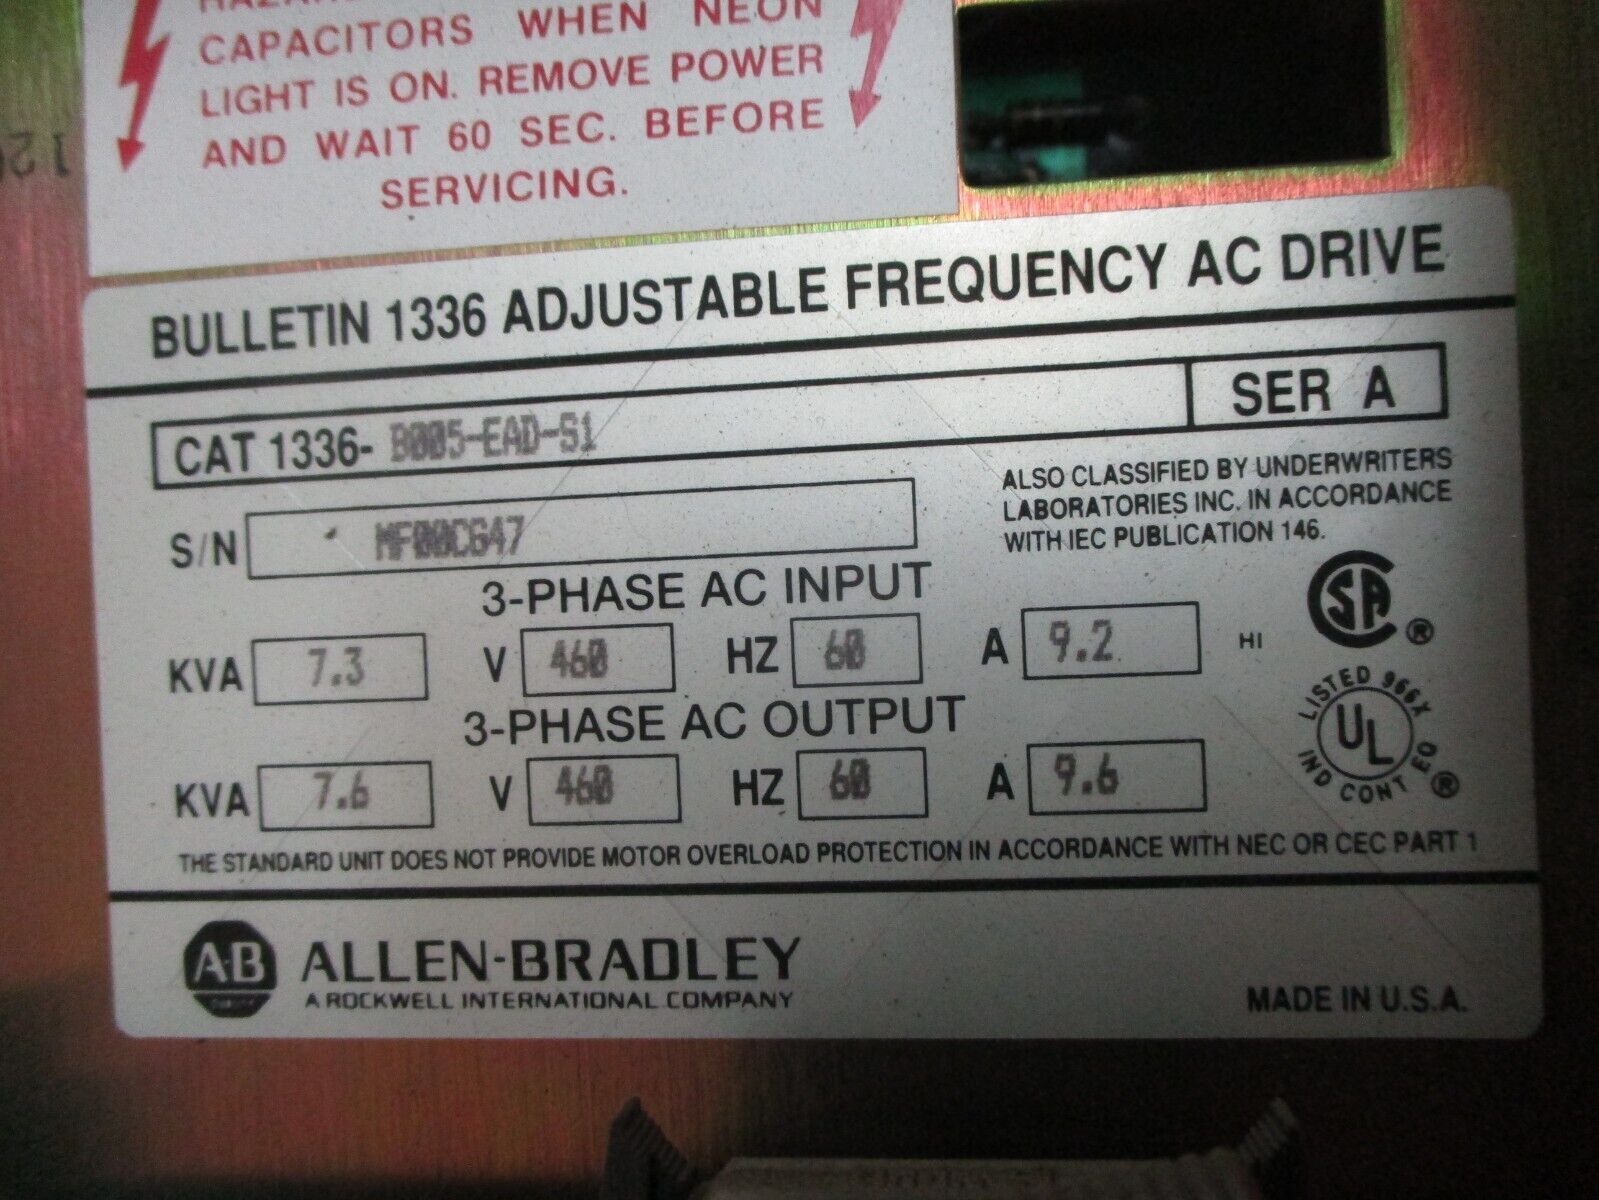 CAPACITORS WHEN NEON
LIGHT IS ON. REMOVE POWER
AND WAIT 60 SEC. BEFORE
SERVICING.
BULLETIN 1336 ADJUSTABLE FREQUENCY AC DRIVE
CAT 1336- B005-EAD-S1
SER A
S/N MF00CG47
ALSO CLASSIFIED BY UNDERWRITERS
LABORATORIES INC. IN ACCORDANCE
WITH IEC PUBLICATION 146.
3-PHASE AC INPUT
KVA 7.3 V 460 HZ 60 A 9.2
HI
SA ®
3-PHASE AC OUTPUT
KVA 7.6 V 460 HZ 60 A 9.6
LISTED 966X
UL
IND CONT EQ ®
THE STANDARD UNIT DOES NOT PROVIDE MOTOR OVERLOAD PROTECTION IN ACCORDANCE WITH NEC OR CEC PART 1
A-B ALLEN-BRADLEY
A ROCKWELL INTERNATIONAL COMPANY
MADE IN U.S.A.